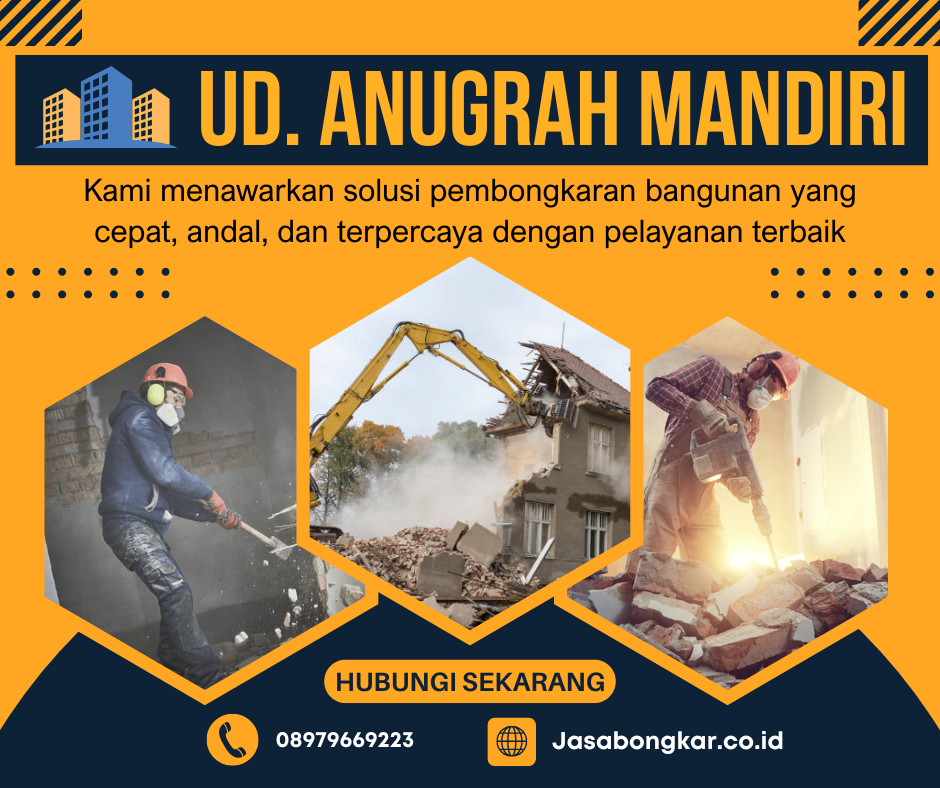 UD. ANUGRAH MANDIRI
Kami menawarkan solusi pembongkaran bangunan yang
cepat, andal, dan terpercaya dengan pelayanan terbaik
HUBUNGI SEKARANG
08979669223
Jasabongkar.co.id